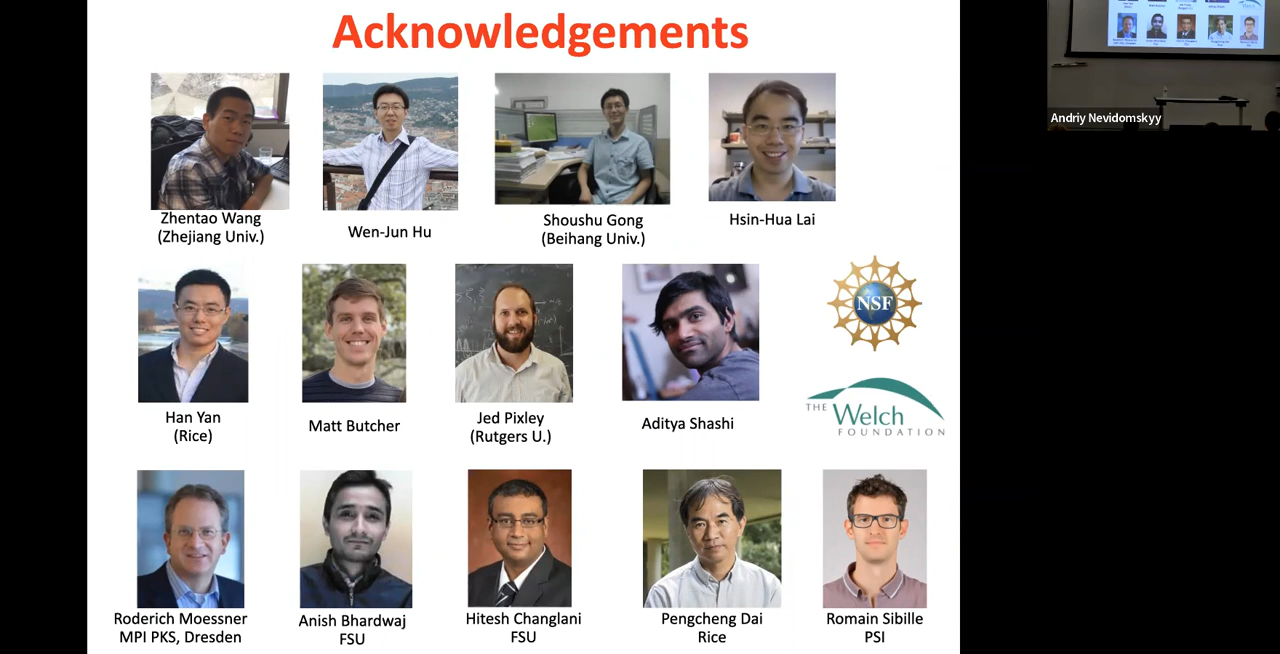 Acknowledgements
Andriy Nevidomskyy
Zhentao Wang
(Zhejiang Univ.)
Wen-Jun Hu
Shoushu Gong
(Beihang Univ.)
Hsin-Hua Lai
NSF
Han Yan
(Rice)
Matt Butcher
Jed Pixley
(Rutgers U.)
Aditya Shashi
THE Welch
FOUNDATION
Roderich Moessner
MPI PKS, Dresden
Anish Bhardwaj
FSU
Hitesh Changlani
FSU
Pengcheng Dai
Rice
Romain Sibille
PSI